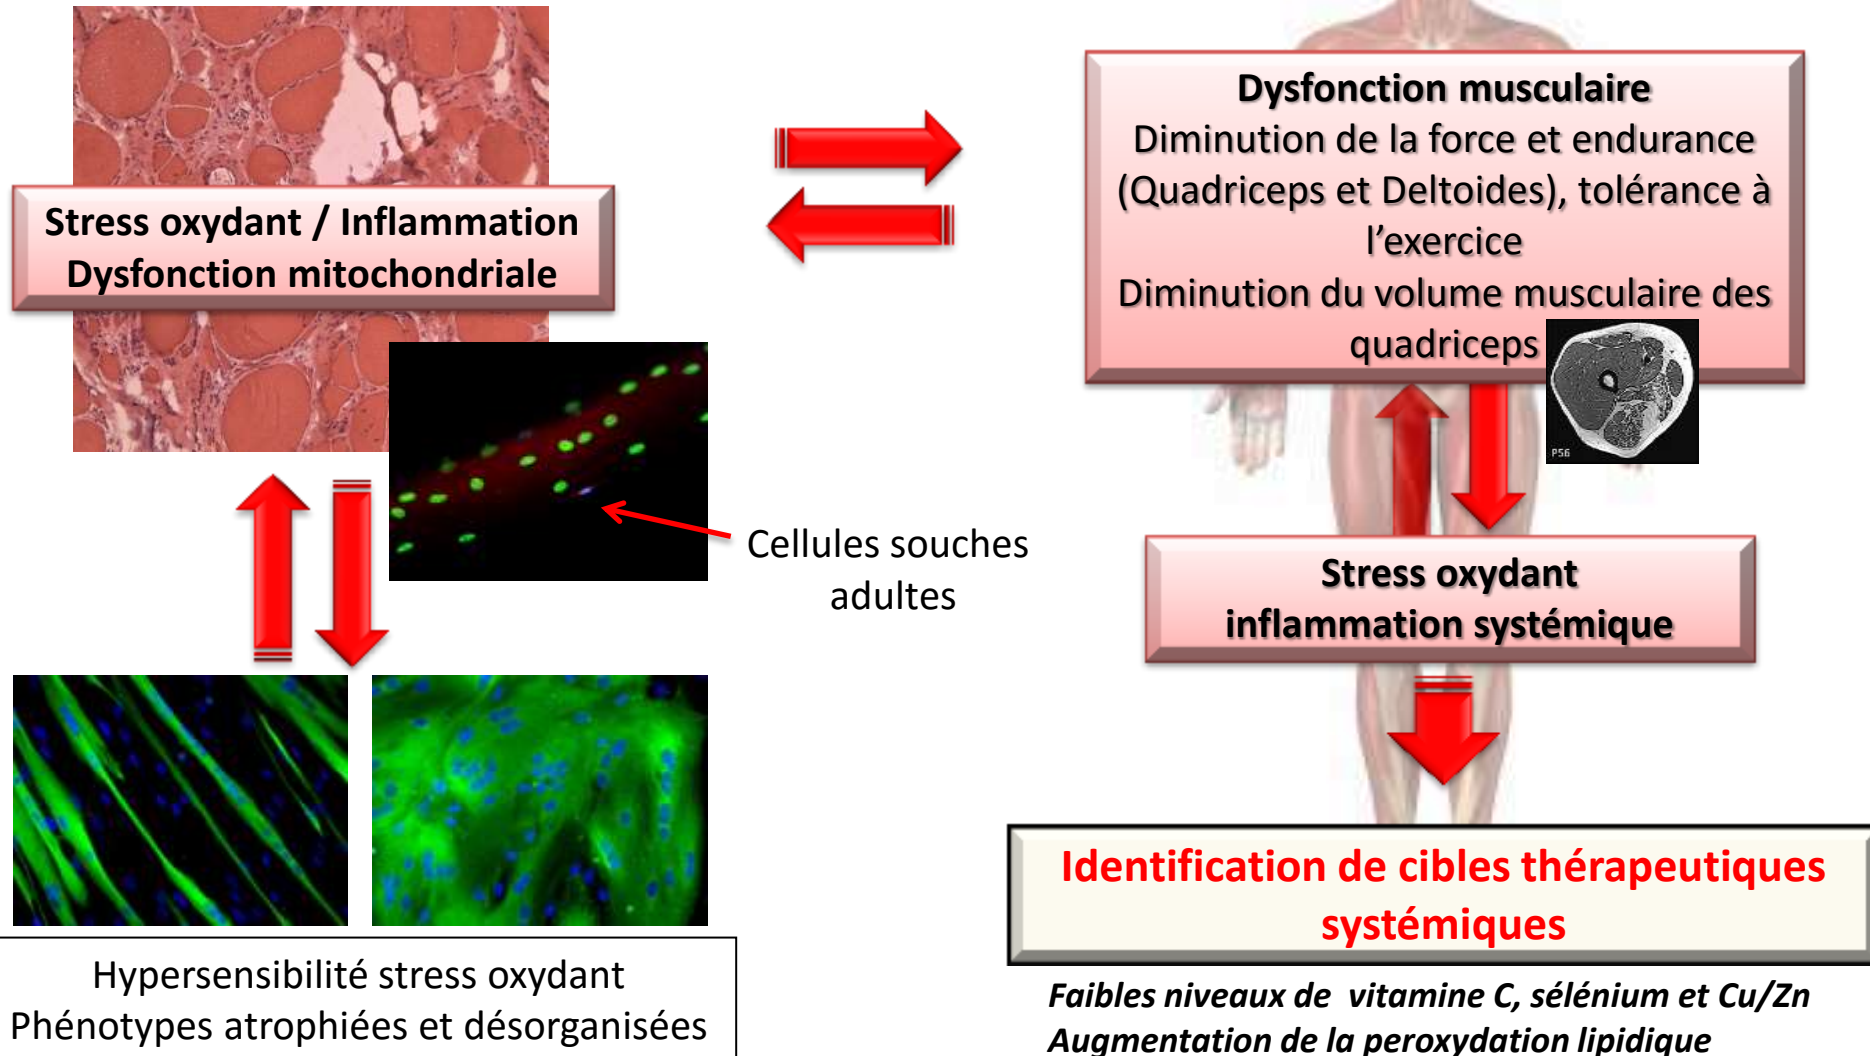 Stress oxydant / Inflammation
Dysfonction mitochondriale
Dysfonction musculaire
Diminution de la force et endurance
(Quadriceps et Deltoides), tolérance à
l'exercice
Diminution du volume musculaire des
quadriceps
P56
Cellules souches
adultes
Stress oxydant
inflammation systémique
Identification de cibles thérapeutiques
systémiques
Hypersensibilité stress oxydant
Phénotypes atrophiées et désorganisées
Faibles niveaux de vitamine C, sélénium et Cu/Zn
Augmentation de la peroxydation lipidique